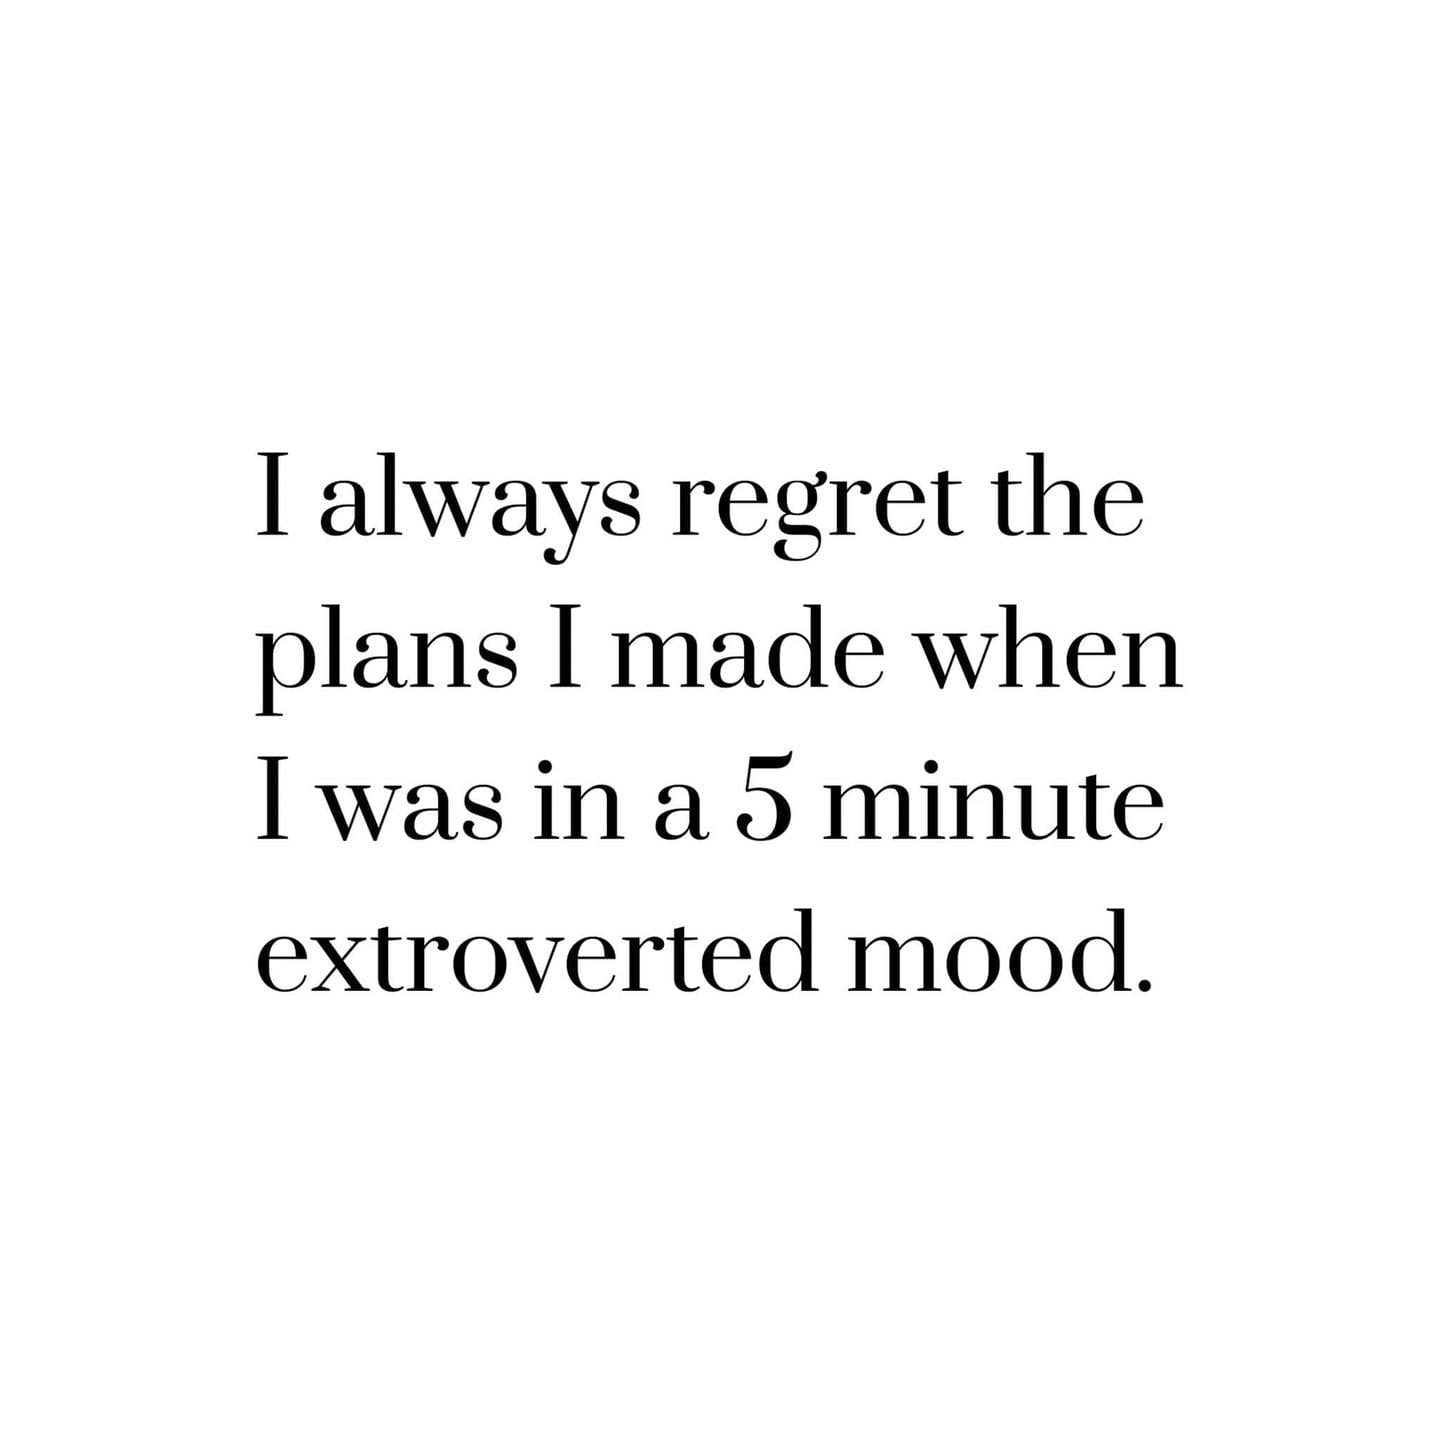 I always regret the
plans I made when
I was in a 5 minute
extroverted mood.